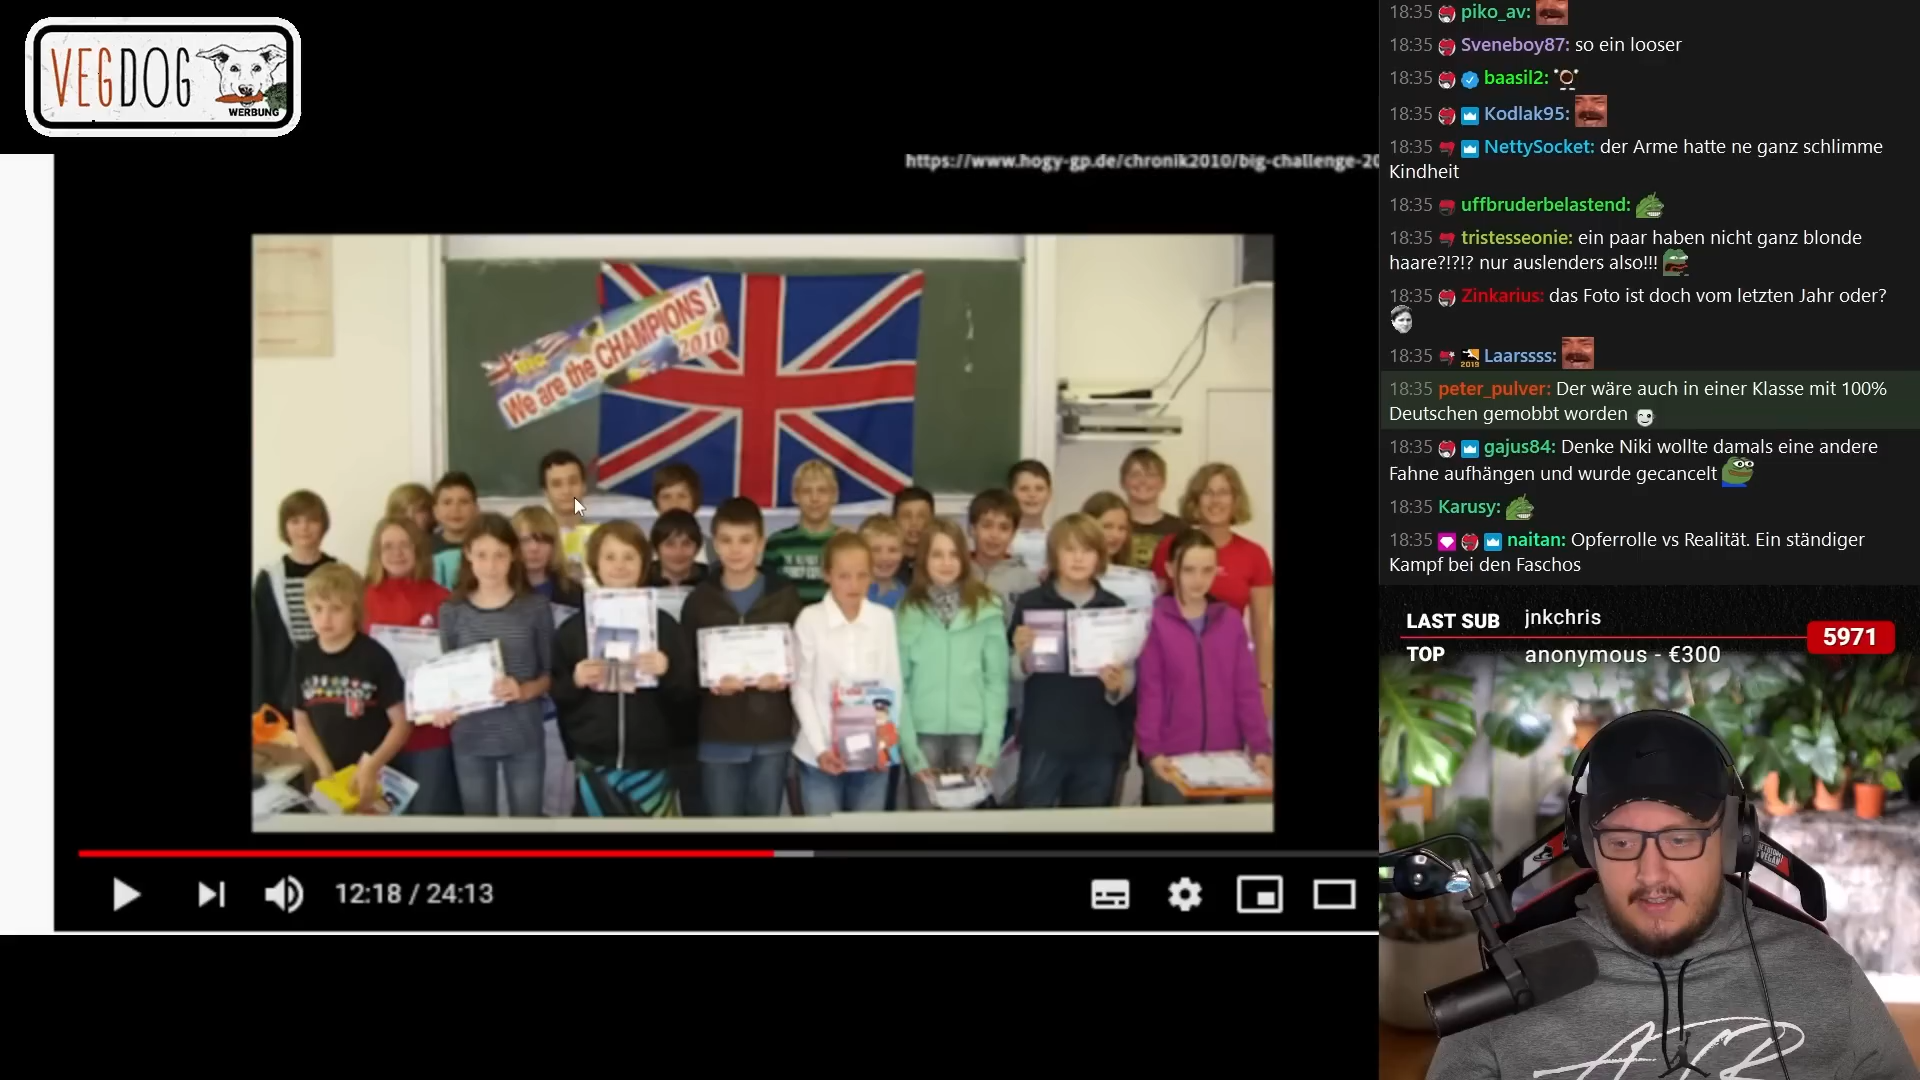 VEGDOG
WERBUNG
https://www.hogy-gp.de/chronik2010/big-challenge-20
We are the CHAMPIONS !
2010
12:18 / 24:13
18:35 piko_av:
18:35 Sveneboy87: so ein looser
18:35 baasil2:
18:35 Kodlak95:
18:35 NettySocket: der Arme hatte ne ganz schlimme
Kindheit
18:35 uffbruderbelastend:
18:35 tristesseonie: ein paar haben nicht ganz blonde
haare?!?!? nur auslenders also!!!
18:35 Zinkarius: das Foto ist doch vom letzten Jahr oder?
18:35 2019 Laarssss:
18:35 peter_pulver: Der wäre auch in einer Klasse mit 100%
Deutschen gemobbt worden
18:35 gajus84: Denke Niki wollte damals eine andere
Fahne aufhängen und wurde gecancelt
18:35 Karusy:
18:35 naitan: Opferrolle vs Realität. Ein ständiger
Kampf bei den Faschos
LAST SUB jnkchris
5971
TOP anonymous - €300